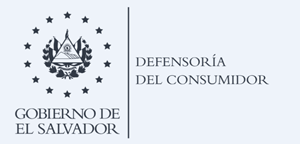 GOBIERNO DE
EL SALVADOR
DEFENSORÍA
DEL CONSUMIDOR